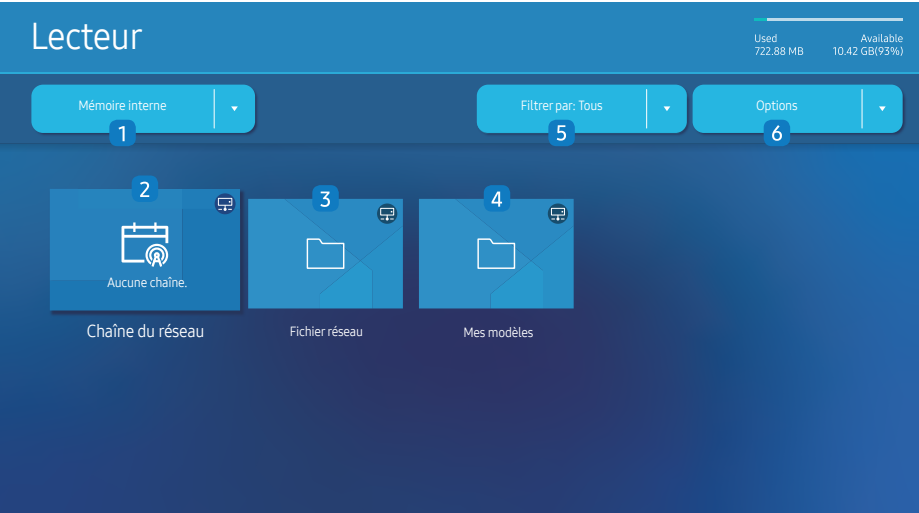 Lecteur
Used
722.88 MB
Available
10.42 GB(93%)
Mémoire interne
1
Filtrer par: Tous
5
Options
6
2
Aucune chaîne.
Chaîne du réseau
3
Fichier réseau
4
Mes modèles